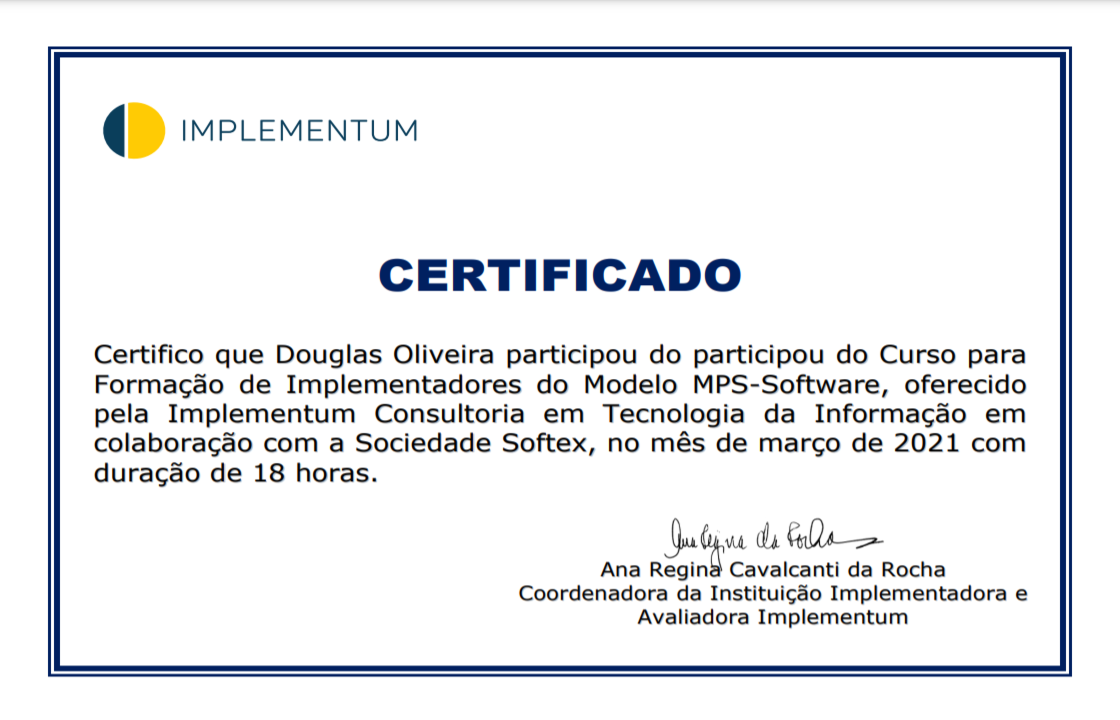 IMPLEMENTUM
CERTIFICADO
Certifico que Douglas Oliveira participou do participou do Curso para
Formação de Implementadores do Modelo MPS-Software, oferecido
pela Implementum Consultoria em Tecnologia da Informação em
colaboração com a Sociedade Softex, no mês de março de 2021 com
duração de 18 horas.
Ana Regina da Rocha
Ana Regina Cavalcanti da Rocha
Coordenadora da Instituição Implementadora e
Avaliadora Implementum